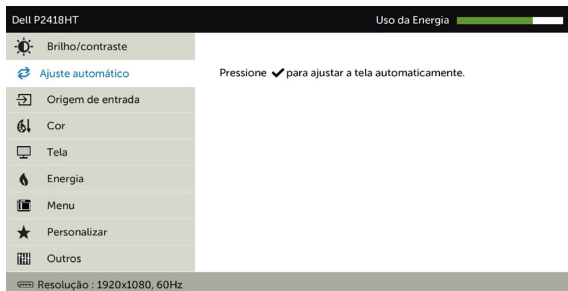 Dell P2418HT
Uso da Energia
Brilho/contraste
Ajuste automático
Pressione ✓ para ajustar a tela automaticamente.
Origem de entrada
Cor
Tela
Energia
Menu
Personalizar
Outros
Resolução : 1920x1080, 60Hz